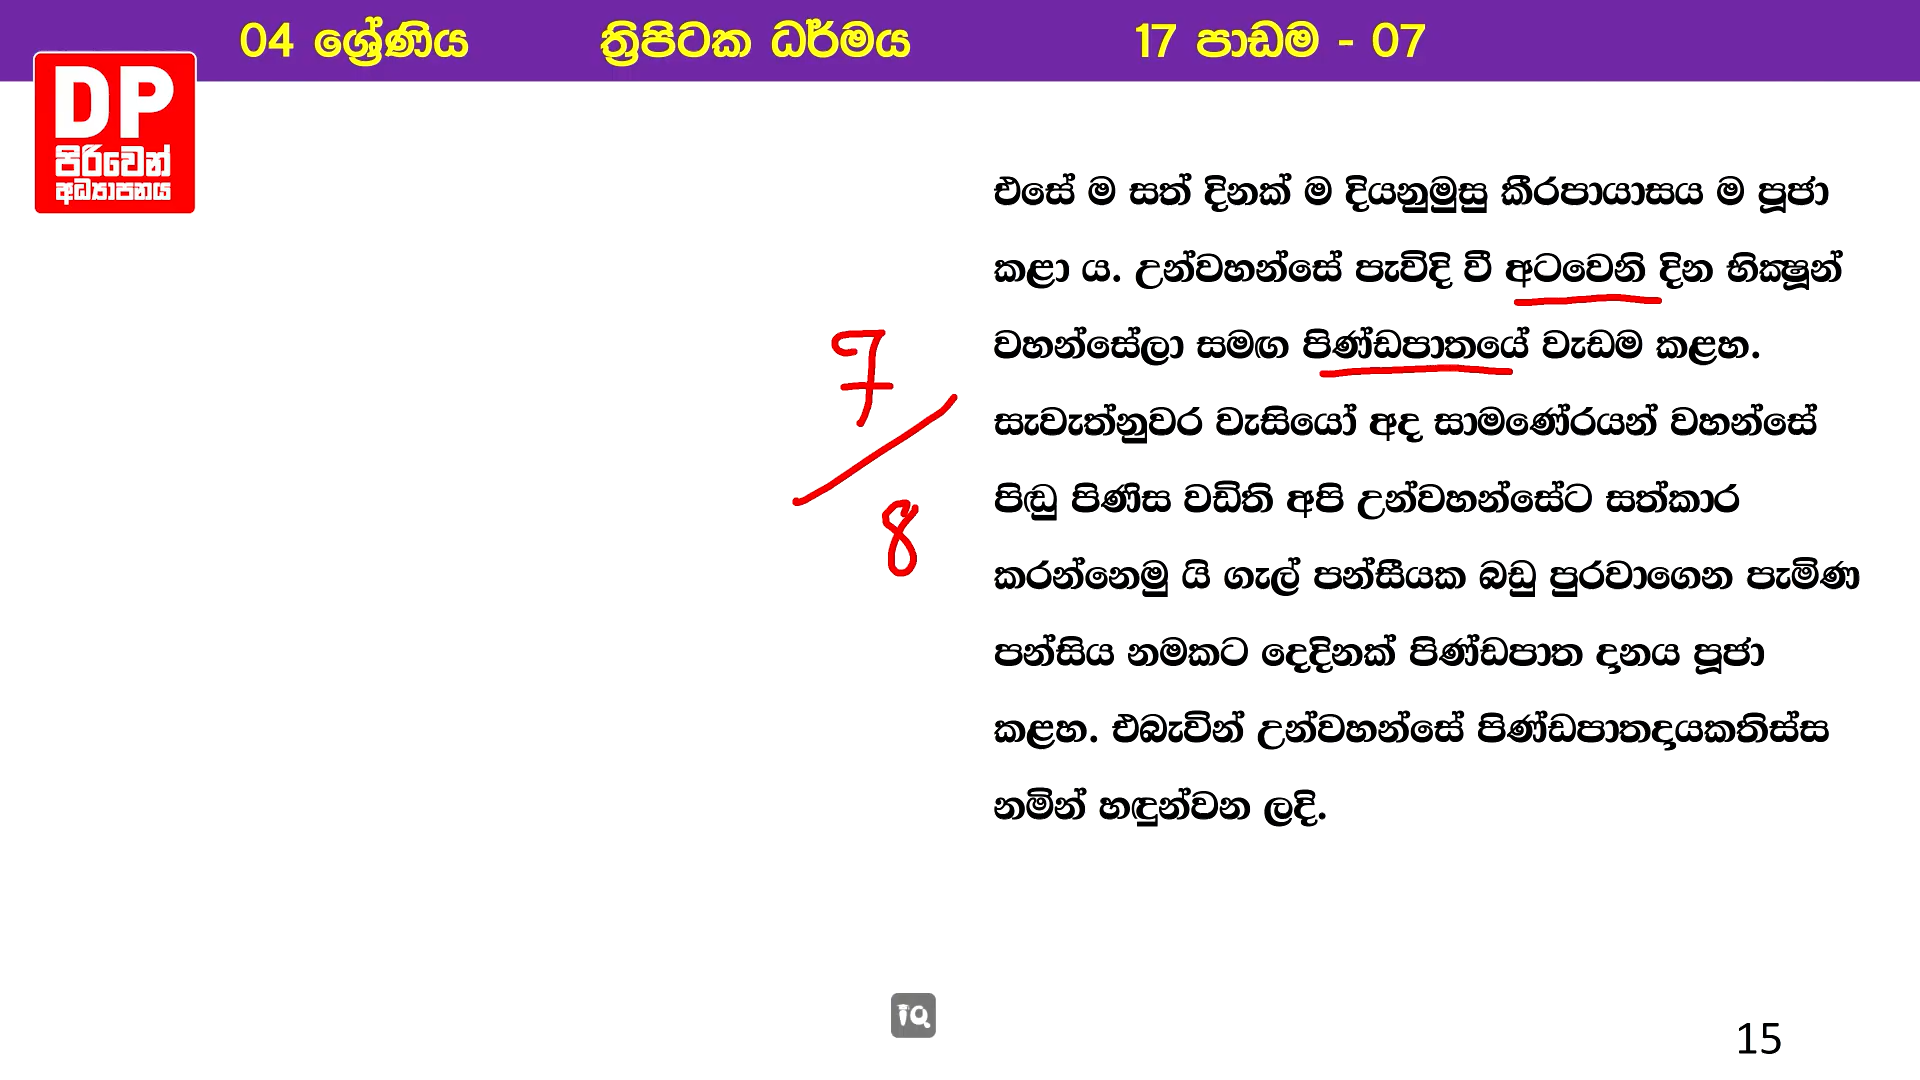 04 ශ්‍රේණිය ත්‍රිපිටක ධර්මය 17 පාඩම - 07
DP
පිරිවෙන්
අධ්‍යාපනය
එසේ ම සත් දිනක් ම දියනුමුසු කීරපායාසය ම පූජා
කළා ය. උන්වහන්සේ පැවිදි වී අටවෙනි දින භික්‍ෂූන්
වහන්සේලා සමඟ පිණ්ඩපාතයේ වැඩම කළහ.
සැවැත්නුවර වැසියෝ අද සාමණේරයන් වහන්සේ
පිඬු පිණිස වඩිති අපි උන්වහන්සේට සත්කාර
කරන්නෙමු යි ගැල් පන්සීයක බඩු පුරවාගෙන පැමිණ
පන්සිය නමකට දෙදිනක් පිණ්ඩපාත දානය පූජා
කළහ. එබැවින් උන්වහන්සේ පිණ්ඩපාතදායකතිස්ස
නමින් හඳුන්වන ලදි.
7
8
iQ
15